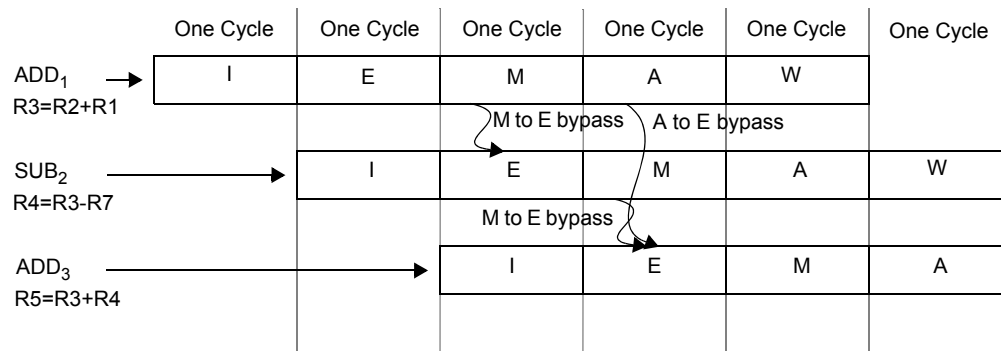 One Cycle One Cycle One Cycle One Cycle One Cycle One Cycle
ADD1 I E M A W
R3=R2+R1
M to E bypass A to E bypass
SUB2 I E M A W
R4=R3-R7
M to E bypass
ADD3 I E M A
R5=R3+R4